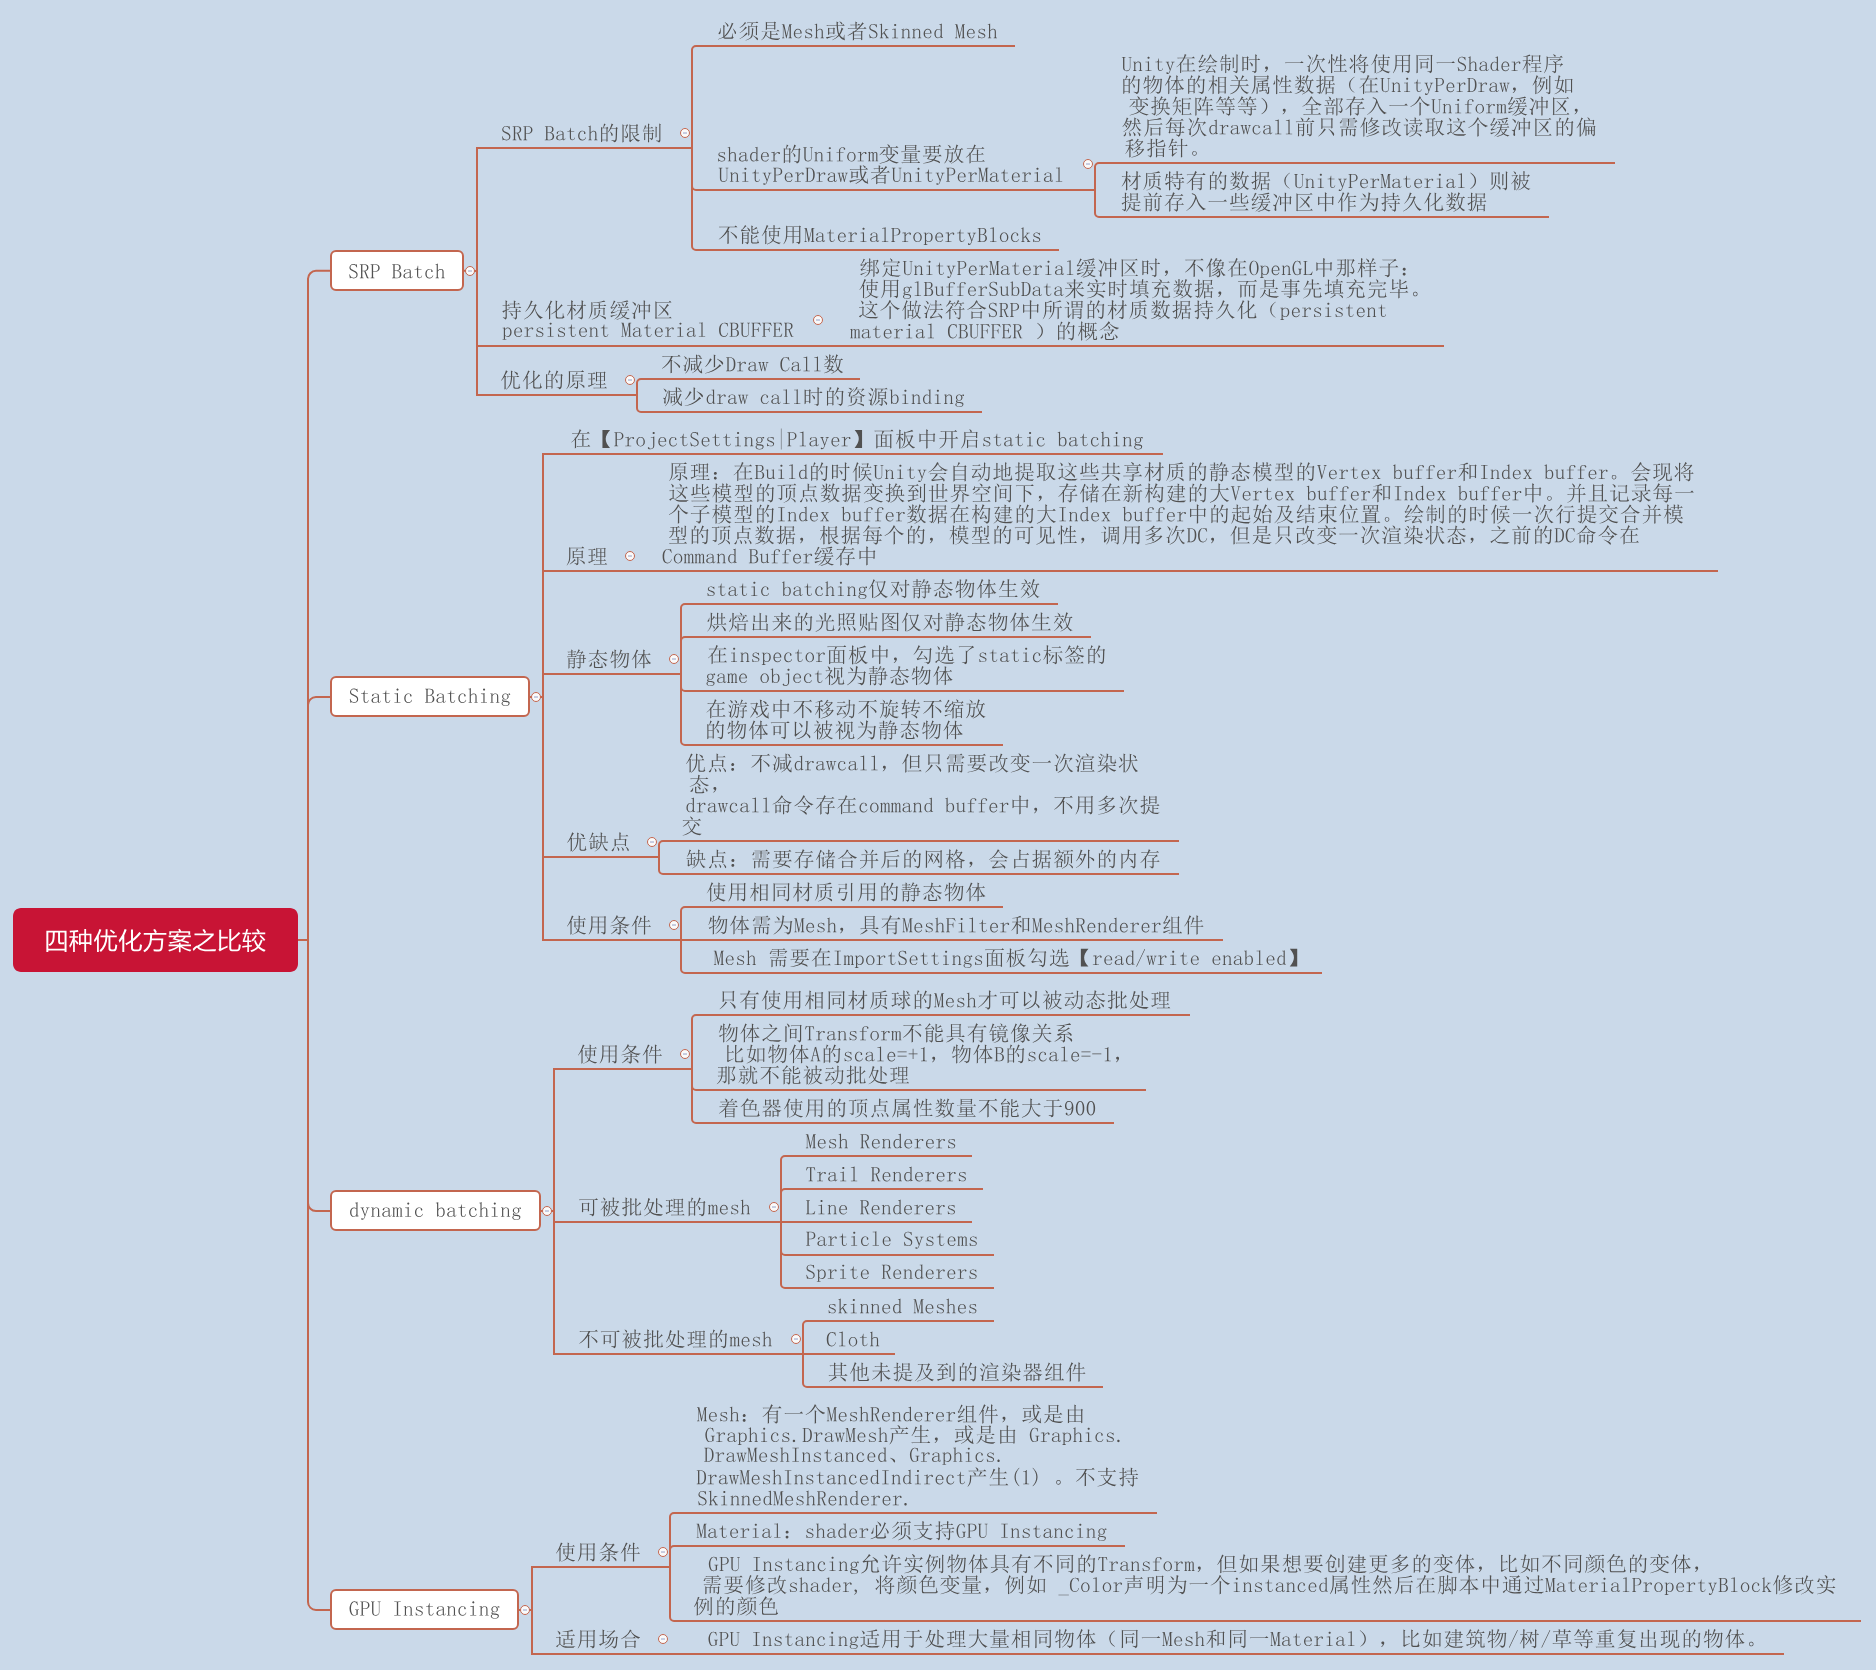 四种优化方案之比较
SRP Batch
SRP Batch的限制
必须是Mesh或者Skinned Mesh
shader的Uniform变量要放在
UnityPerDraw或者UnityPerMaterial
Unity在绘制时，一次性将使用同一Shader程序
的物体的相关属性数据（在UnityPerDraw，例如
变换矩阵等等），全部存入一个Uniform缓冲区，
然后每次drawcall前只需修改读取这个缓冲区的偏
移指针。
材质特有的数据（UnityPerMaterial）则被
提前存入一些缓冲区中作为持久化数据
不能使用MaterialPropertyBlocks
持久化材质缓冲区
persistent Material CBUFFER
绑定UnityPerMaterial缓冲区时，不像在OpenGL中那样子：
使用glBufferSubData来实时填充数据，而是事先填充完毕。
这个做法符合SRP中所谓的材质数据持久化（persistent
material CBUFFER ）的概念
优化的原理
不减少Draw Call数
减少draw call时的资源binding
Static Batching
在【ProjectSettings|Player】面板中开启static batching
原理
原理：在Build的时候Unity会自动地提取这些共享材质的静态模型的Vertex buffer和Index buffer。会现将
这些模型的顶点数据变换到世界空间下，存储在新构建的大Vertex buffer和Index buffer中。并且记录每一
个子模型的Index buffer数据在构建的大Index buffer中的起始及结束位置。绘制的时候一次行提交合并模
型的顶点数据，根据每个的，模型的可见性，调用多次DC，但是只改变一次渲染状态，之前的DC命令在
Command Buffer缓存中
静态物体
static batching仅对静态物体生效
烘焙出来的光照贴图仅对静态物体生效
在inspector面板中，勾选了static标签的
game object视为静态物体
在游戏中不移动不旋转不缩放
的物体可以被视为静态物体
优缺点
优点：不减drawcall，但只需要改变一次渲染状
态，
drawcall命令存在command buffer中，不用多次提
交
缺点：需要存储合并后的网格，会占据额外的内存
使用条件
使用相同材质引用的静态物体
物体需为Mesh，具有MeshFilter和MeshRenderer组件
Mesh 需要在ImportSettings面板勾选【read/write enabled】
dynamic batching
使用条件
只有使用相同材质球的Mesh才可以被动态批处理
物体之间Transform不能具有镜像关系
比如物体A的scale=+1，物体B的scale=-1，
那就不能被动批处理
着色器使用的顶点属性数量不能大于900
可被批处理的mesh
Mesh Renderers
Trail Renderers
Line Renderers
Particle Systems
Sprite Renderers
不可被批处理的mesh
skinned Meshes
Cloth
其他未提及到的渲染器组件
GPU Instancing
使用条件
Mesh：有一个MeshRenderer组件，或是由
Graphics.DrawMesh产生，或是由 Graphics.
DrawMeshInstanced、Graphics.
DrawMeshInstancedIndirect产生(1) 。不支持
SkinnedMeshRenderer.
Material：shader必须支持GPU Instancing
GPU Instancing允许实例物体具有不同的Transform，但如果想要创建更多的变体，比如不同颜色的变体，
需要修改shader, 将颜色变量，例如 _Color声明为一个instanced属性然后在脚本中通过MaterialPropertyBlock修改实
例的颜色
适用场合
GPU Instancing适用于处理大量相同物体（同一Mesh和同一Material），比如建筑物/树/草等重复出现的物体。